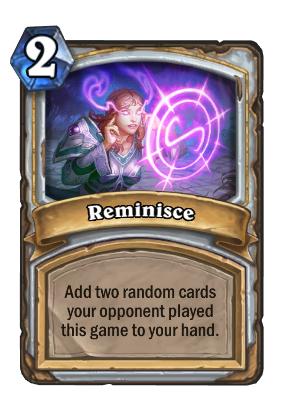 2
Reminisce
Add two random cards
your opponent played
this game to your hand.